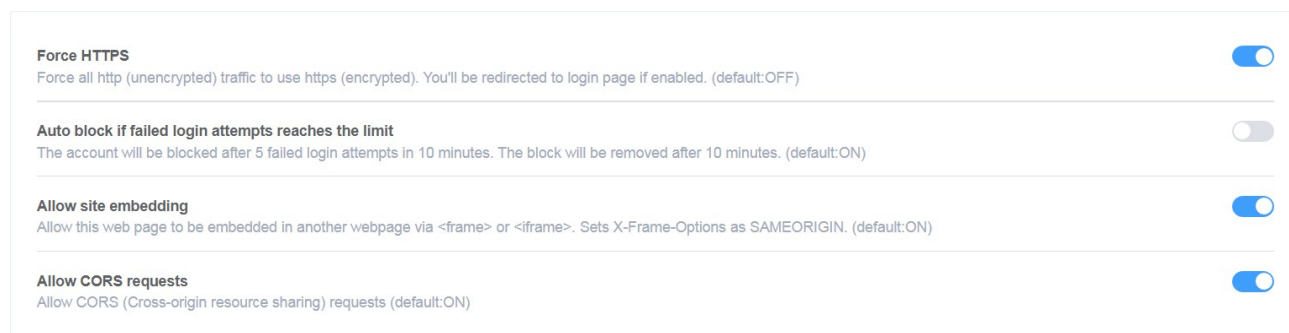 Force HTTPS
Force all http (unencrypted) traffic to use https (encrypted). You'll be redirected to login page if enabled. (default:OFF)
Auto block if failed login attempts reaches the limit
The account will be blocked after 5 failed login attempts in 10 minutes. The block will be removed after 10 minutes. (default:ON)
Allow site embedding
Allow this web page to be embedded in another webpage via <frame> or <iframe>. Sets X-Frame-Options as SAMEORIGIN. (default:ON)
Allow CORS requests
Allow CORS (Cross-origin resource sharing) requests (default:ON)